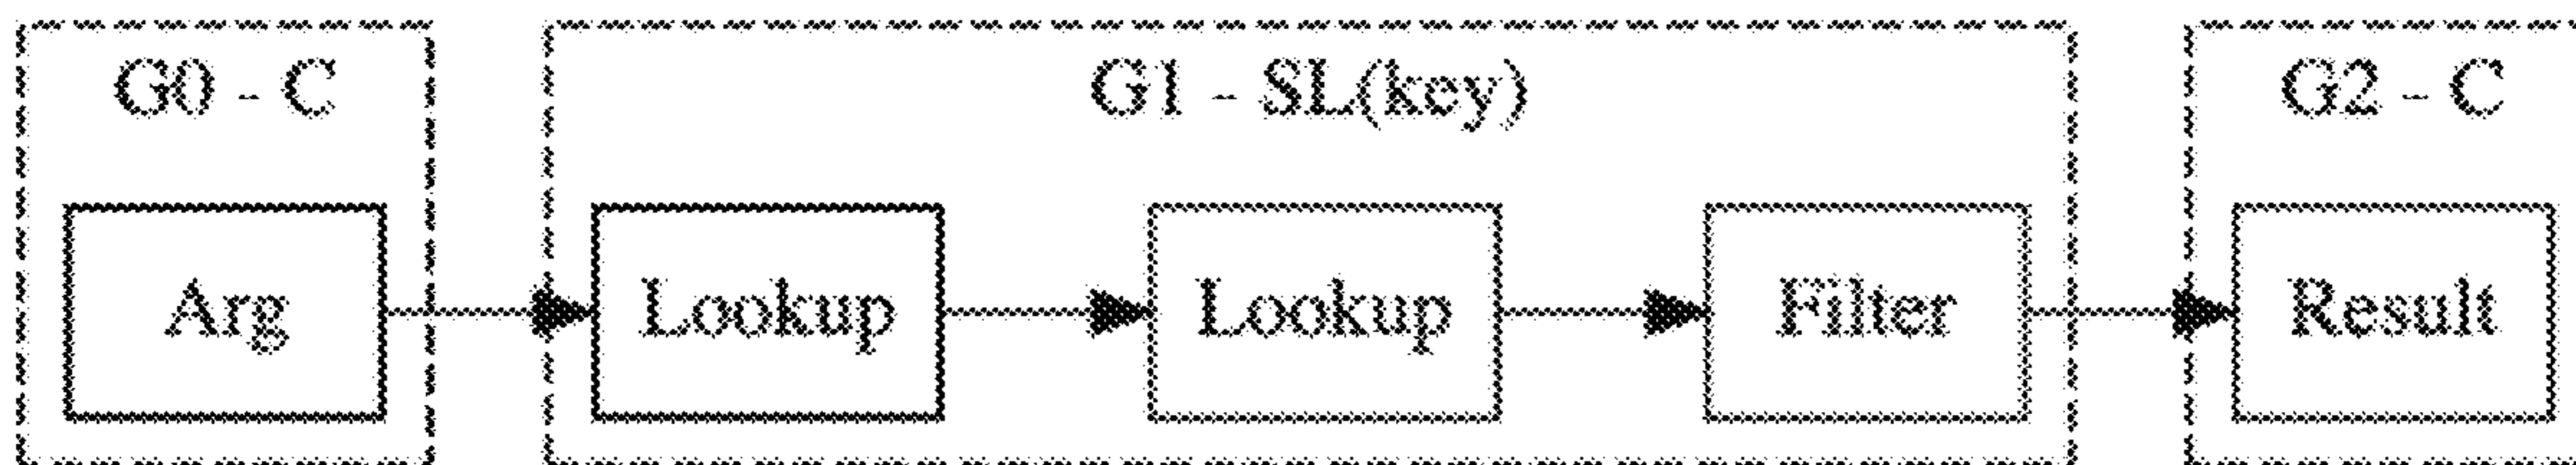 G0 - C
G1 - SL(key)
G2 - C
Arg
Lookup
Lookup
Filter
Result